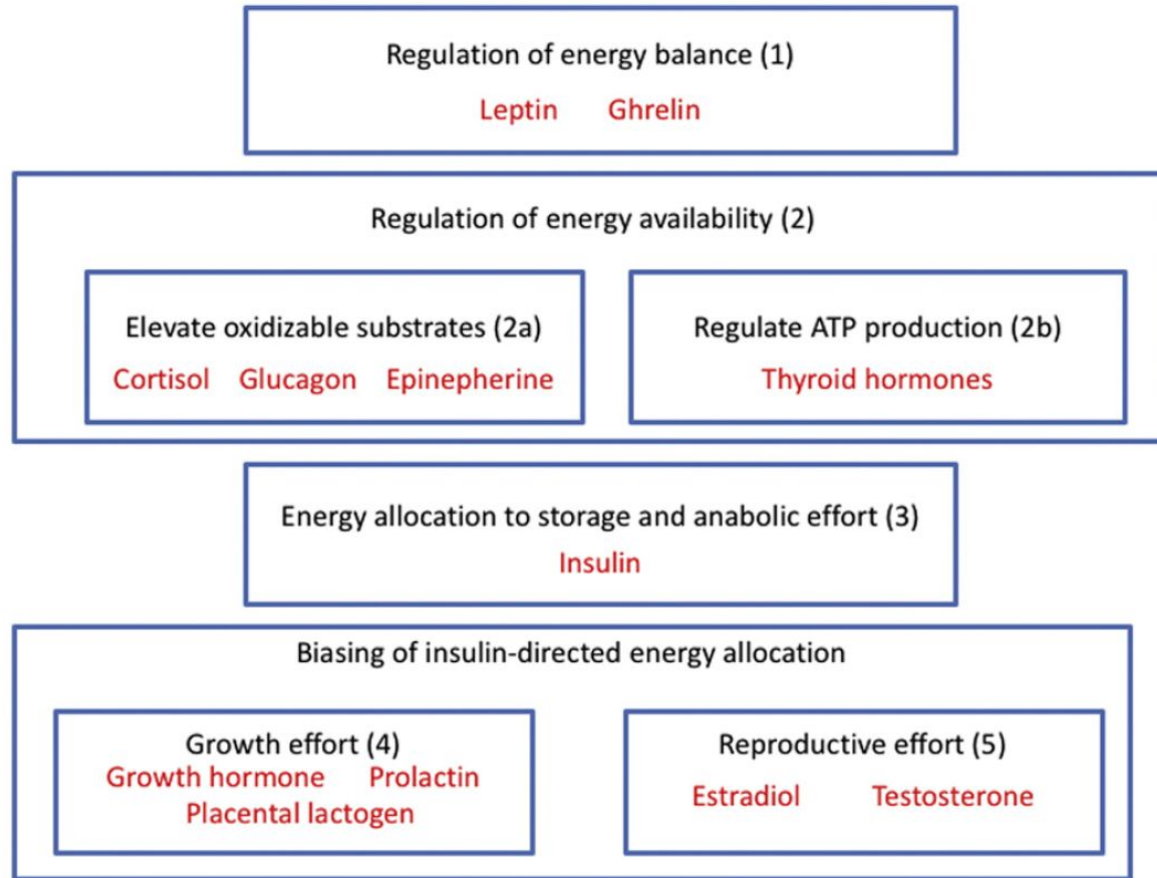 Regulation of energy balance (1)
Leptin Ghrelin
Regulation of energy availability (2)
Elevate oxidizable substrates (2a)
Cortisol Glucagon Epinepherine
Regulate ATP production (2b)
Thyroid hormones
Energy allocation to storage and anabolic effort (3)
Insulin
Biasing of insulin-directed energy allocation
Growth effort (4)
Growth hormone Prolactin
Placental lactogen
Reproductive effort (5)
Estradiol Testosterone